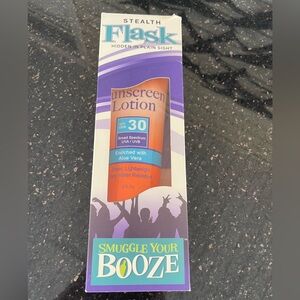 STEALTH
Flask
HIDDEN IN PLAIN SIGHT
unscreen
Lotion
30
Broad Spectrum
UVA / UVB
Enriched with
Aloe Vera
SMUGGLE YOUR
BOOZE